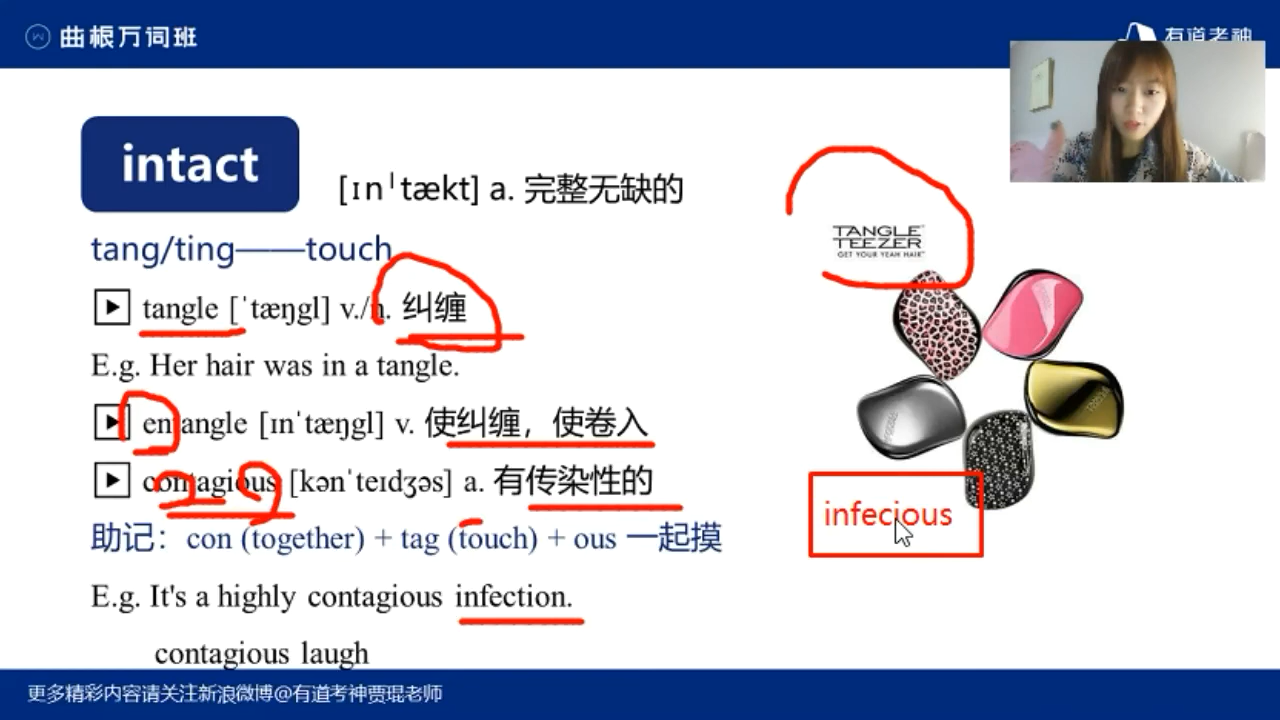 曲根万词班
有道考神
intact
[ɪnˈtækt] a. 完整无缺的
tang/ting——touch
tangle [ˈtæŋgl] v./n. 纠缠
E.g. Her hair was in a tangle.
entangle [ɪnˈtæŋgl] v. 使纠缠，使卷入
contagious [kənˈteɪdʒəs] a. 有传染性的
助记：con (together) + tag (touch) + ous 一起摸
E.g. It's a highly contagious infection.
contagious laugh
TANGLE
TEEZER
GET YOUR YEAH HAIR™
infecious
更多精彩内容请关注新浪微博@有道考神贾琨老师